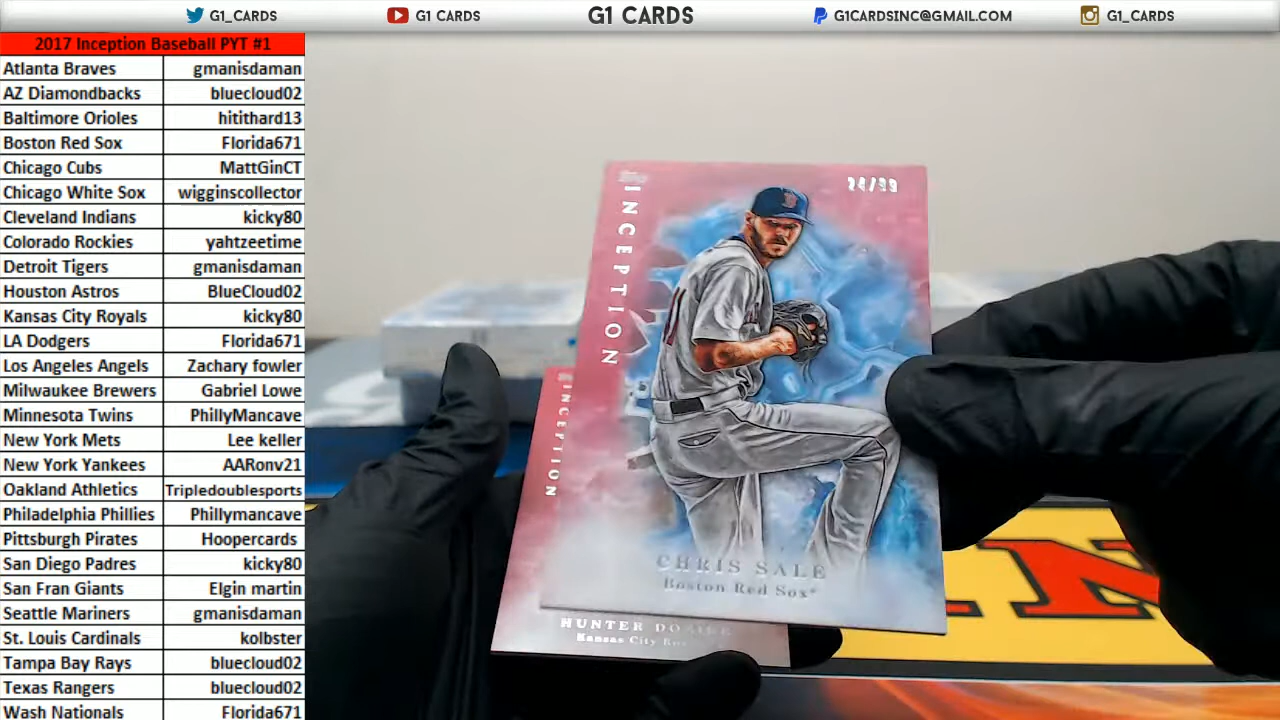 G1_CARDS G1 CARDS G1 CARDS G1CARDSINC@GMAIL.COM G1_CARDS
2017 Inception Baseball PYT #1
Atlanta Braves gmanisdaman
AZ Diamondbacks bluecloud02
Baltimore Orioles hitithard13
Boston Red Sox Florida671
Chicago Cubs MattGinCT
Chicago White Sox wigginscollector
Cleveland Indians kicky80
Colorado Rockies yahtzeetime
Detroit Tigers gmanisdaman
Houston Astros BlueCloud02
Kansas City Royals kicky80
LA Dodgers Florida671
Los Angeles Angels Zachary fowler
Milwaukee Brewers Gabriel Lowe
Minnesota Twins PhillyMancave
New York Mets Lee keller
New York Yankees AARonv21
Oakland Athletics Tripledoublesports
Philadelphia Phillies Phillymancave
Pittsburgh Pirates Hoopercards
San Diego Padres kicky80
San Fran Giants Elgin martin
Seattle Mariners gmanisdaman
St. Louis Cardinals kolbster
Tampa Bay Rays bluecloud02
Texas Rangers bluecloud02
Wash Nationals Florida671
INCEPTION
CHRIS SALE
Boston Red Sox
INCEPTION
HUNTER
Kansas City